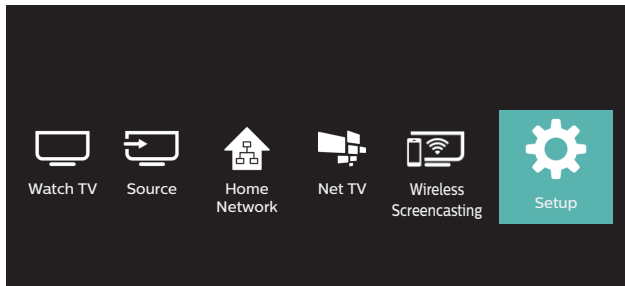 Watch TV
Source
Home
Network
Net TV
Wireless
Screencasting
Setup